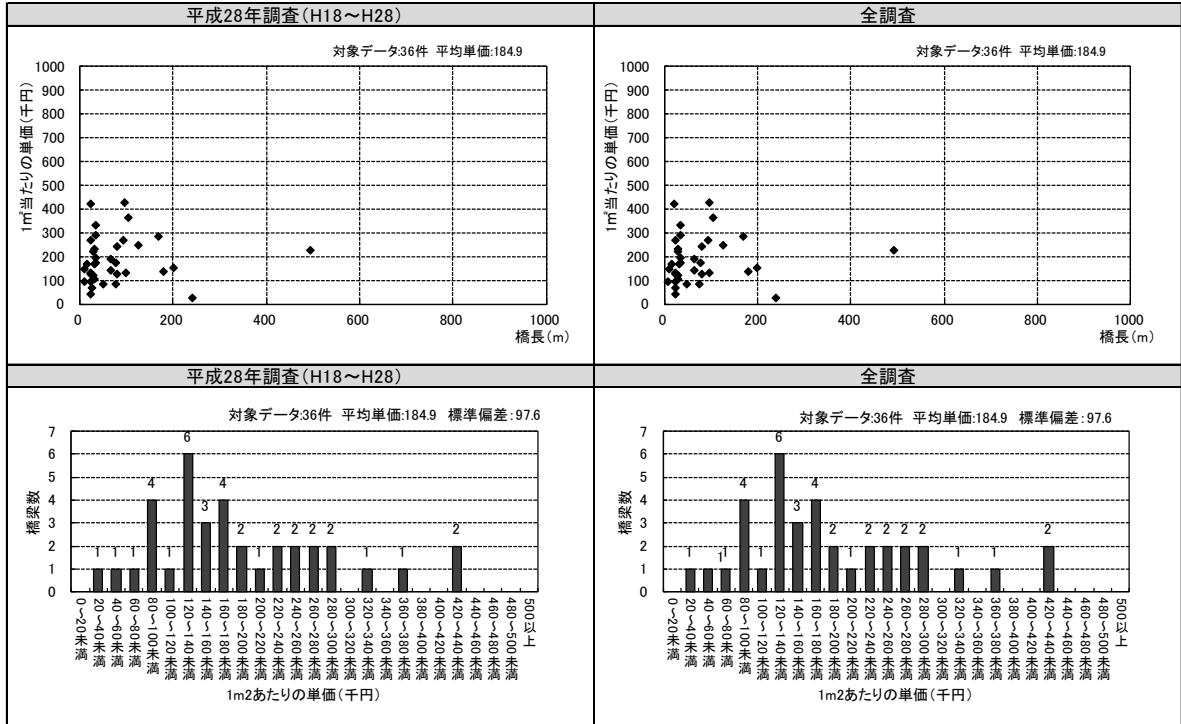 平成28年調査(H18～H28)
対象データ:36件 平均単価:184.9
1㎡当たりの単価(千円)
1000
900
800
700
600
500
400
300
200
100
0
0 200 400 600 800 1000
橋長(m)
全調査
対象データ:36件 平均単価:184.9
1㎡当たりの単価(千円)
1000
900
800
700
600
500
400
300
200
100
0
0 200 400 600 800 1000
橋長(m)
平成28年調査(H18～H28)
対象データ:36件 平均単価:184.9 標準偏差:97.6
橋梁数
7
6
5
4
3
2
1
0
1 1 1 4 1 6 3 4 2 1 2 2 2 2 1 1 2
0～20未満
20～40未満
40～60未満
60～80未満
80～100未満
100～120未満
120～140未満
140～160未満
160～180未満
180～200未満
200～220未満
220～240未満
240～260未満
260～280未満
280～300未満
300～320未満
320～340未満
340～360未満
360～380未満
380～400未満
400～420未満
420～440未満
440～460未満
460～480未満
480～500未満
500以上
1m2あたりの単価(千円)
全調査
対象データ:36件 平均単価:184.9 標準偏差:97.6
橋梁数
7
6
5
4
3
2
1
0
1 1 1 4 1 6 3 4 2 1 2 2 2 2 1 1 2
0～20未満
20～40未満
40～60未満
60～80未満
80～100未満
100～120未満
120～140未満
140～160未満
160～180未満
180～200未満
200～220未満
220～240未満
240～260未満
260～280未満
280～300未満
300～320未満
320～340未満
340～360未満
360～380未満
380～400未満
400～420未満
420～440未満
440～460未満
460～480未満
480～500未満
500以上
1m2あたりの単価(千円)